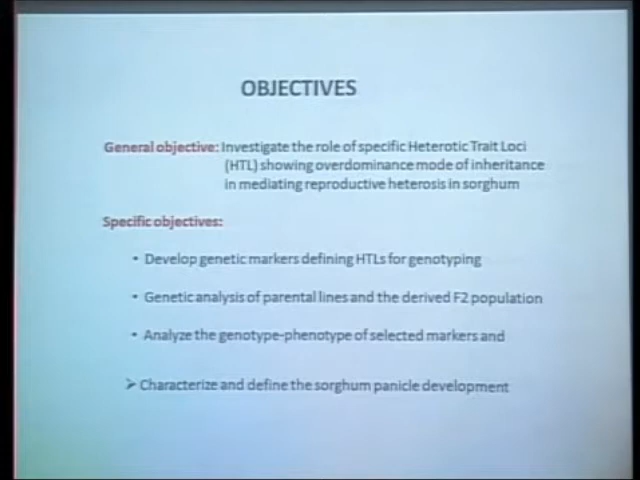 OBJECTIVES
General objective: Investigate the role of specific Heterotic Trait Loci
(HTL) showing overdominance mode of inheritance
in mediating reproductive heterosis in sorghum
Specific objectives:
• Develop genetic markers defining HTLs for genotyping
• Genetic analysis of parental lines and the derived F2 population
• Analyze the genotype-phenotype of selected markers and
➢ Characterize and define the sorghum panicle development